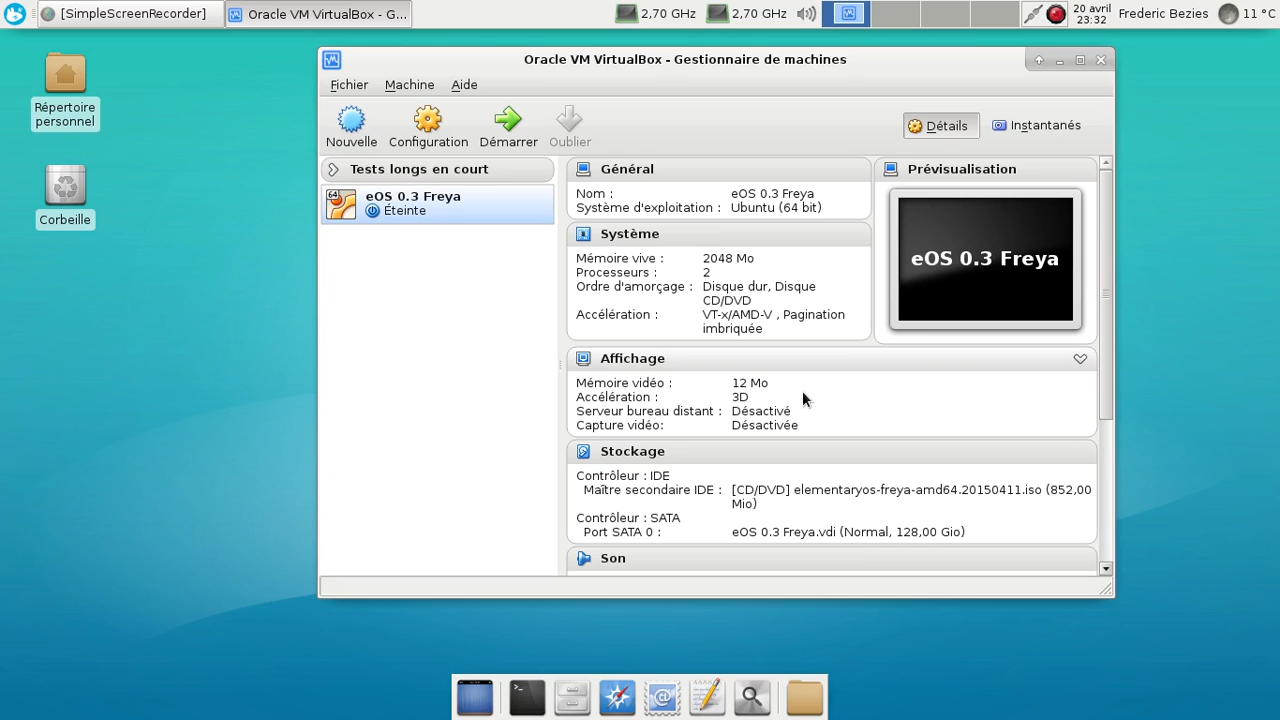 [SimpleScreenRecorder]
Oracle VM VirtualBox - G...
2,70 GHz
2,70 GHz
20 avril
23:32
Frederic Bezies
11 °C
Répertoire
personnel
Corbeille
Oracle VM VirtualBox - Gestionnaire de machines
Fichier Machine Aide
Nouvelle
Configuration
Démarrer
Oublier
Détails
Instantanés
Tests longs en court
64
eOS 0.3 Freya
Éteinte
Général
Nom : eOS 0.3 Freya
Système d'exploitation : Ubuntu (64 bit)
Prévisualisation
eOS 0.3 Freya
Système
Mémoire vive : 2048 Mo
Processeurs : 2
Ordre d'amorçage : Disque dur, Disque
CD/DVD
Accélération : VT-x/AMD-V , Pagination
imbriquée
Affichage
Mémoire vidéo : 12 Mo
Accélération : 3D
Serveur bureau distant : Désactivé
Capture vidéo: Désactivée
Stockage
Contrôleur : IDE
Maître secondaire IDE : [CD/DVD] elementaryos-freya-amd64.20150411.iso (852,00
Mio)
Contrôleur : SATA
Port SATA 0 : eOS 0.3 Freya.vdi (Normal, 128,00 Gio)
Son